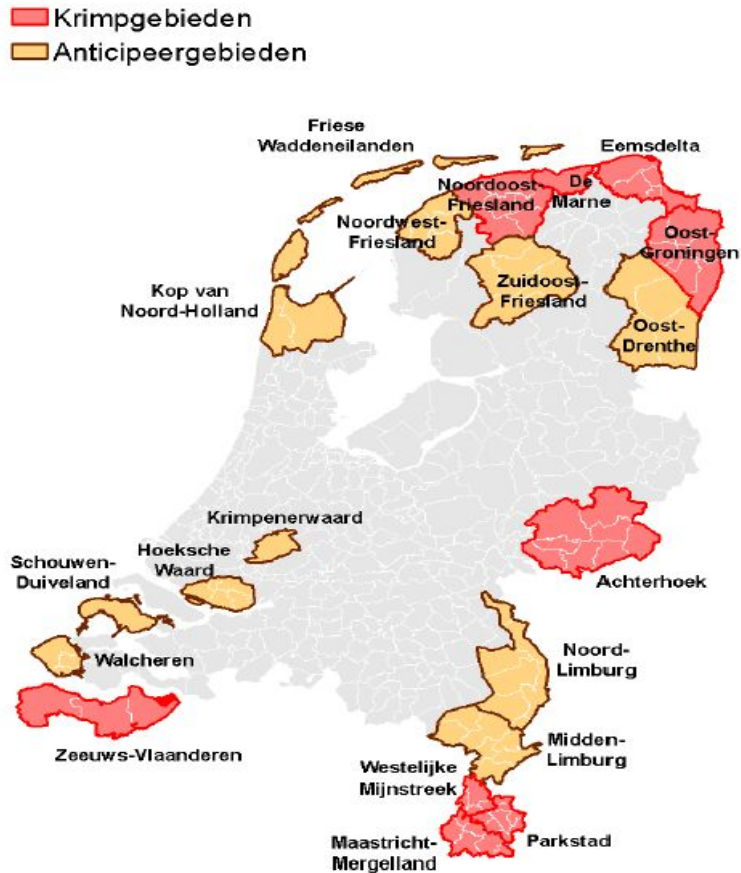 Krimpgebieden
Anticipeergebieden
Friese
Waddeneilanden
Eemsdelta
Noordoost-
Friesland
De
Marne
Noordwest-
Friesland
Oost-
Groningen
Kop van
Noord-Holland
Zuidoost-
Friesland
Oost-
Drenthe
Krimpenerwaard
Hoeksche
Waard
Schouwen-
Duiveland
Achterhoek
Walcheren
Noord-
Limburg
Zeeuws-Vlaanderen
Midden-
Limburg
Westelijke
Mijnstreek
Maastricht-
Mergelland
Parkstad